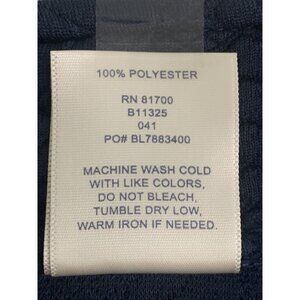 100% POLYESTER
RN 81700
B11325
041
PO# BL7883400
MACHINE WASH COLD
WITH LIKE COLORS,
DO NOT BLEACH,
TUMBLE DRY LOW,
WARM IRON IF NEEDED.